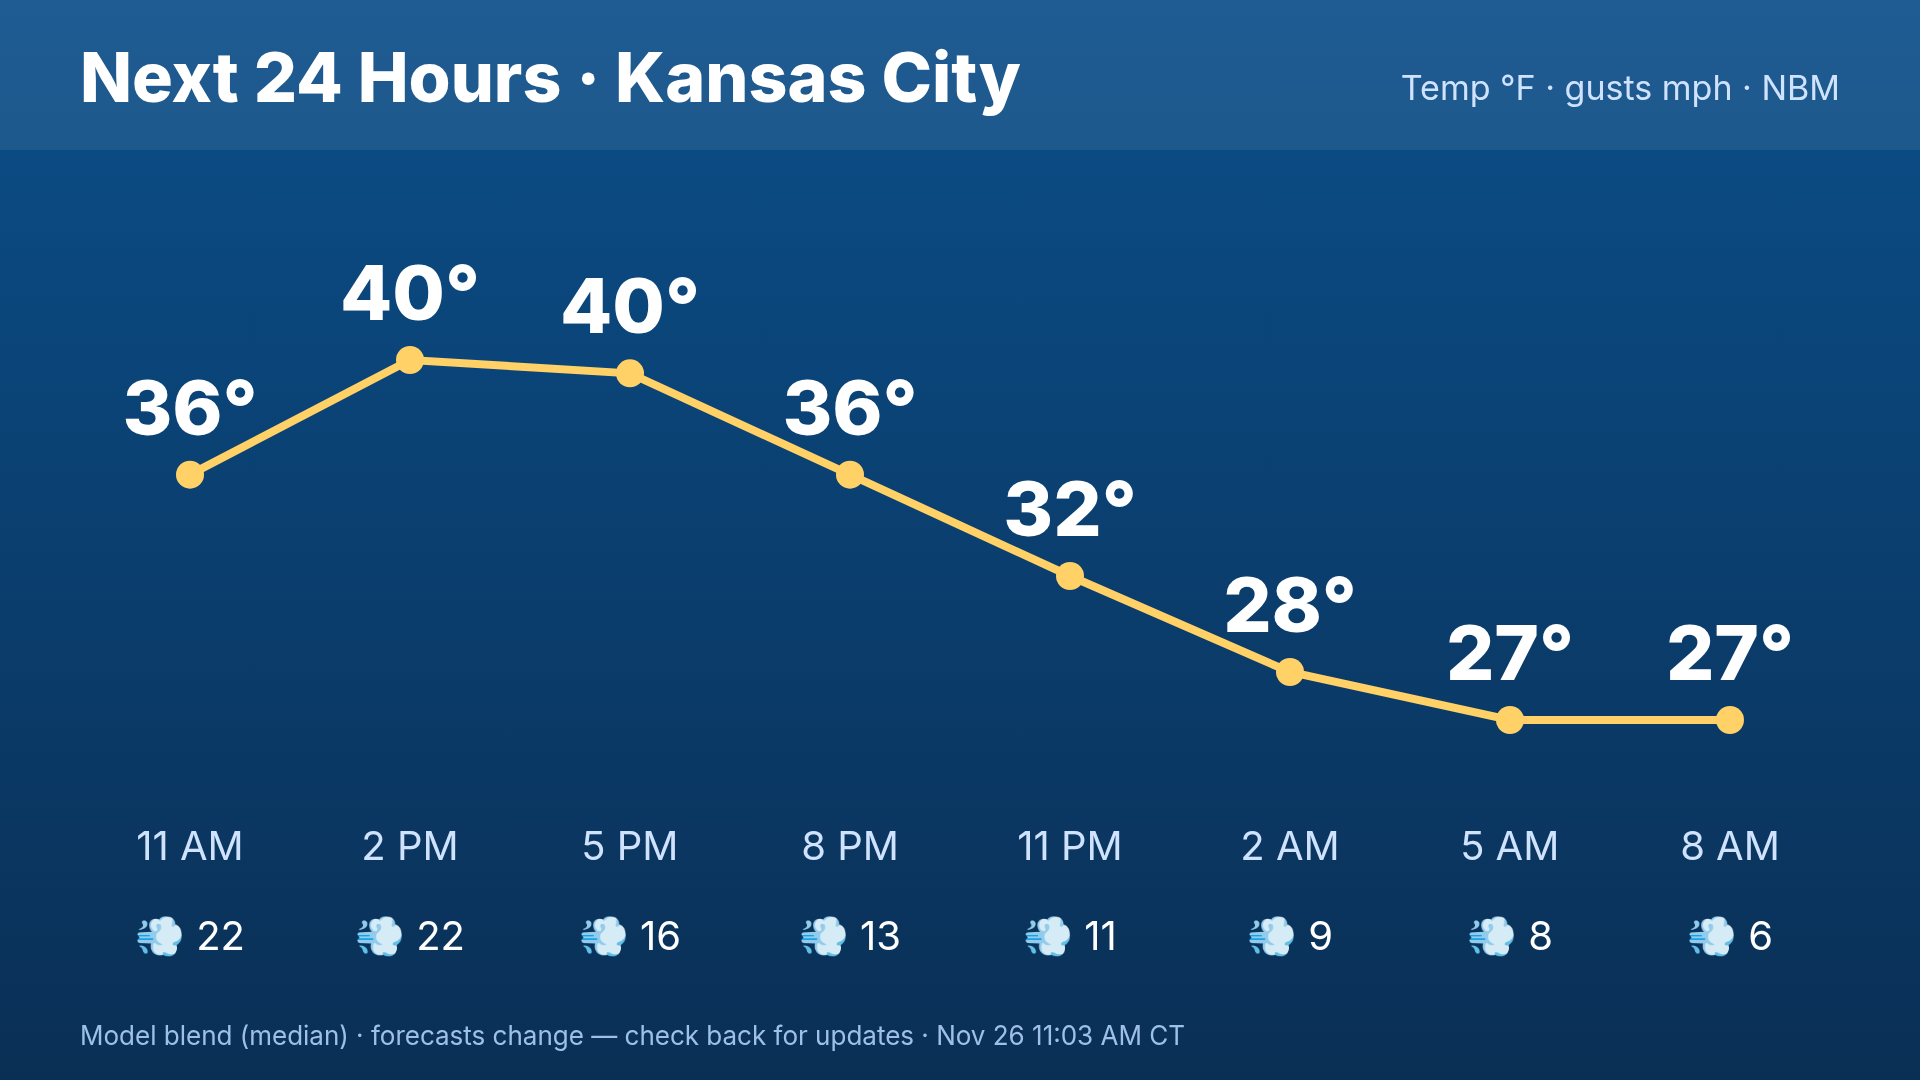 Next 24 Hours · Kansas City
Temp °F · gusts mph · NBM
36° 40° 40° 36° 32° 28° 27° 27°
11 AM 2 PM 5 PM 8 PM 11 PM 2 AM 5 AM 8 AM
💨 22 💨 22 💨 16 💨 13 💨 11 💨 9 💨 8 💨 6
Model blend (median) · forecasts change — check back for updates · Nov 26 11:03 AM CT